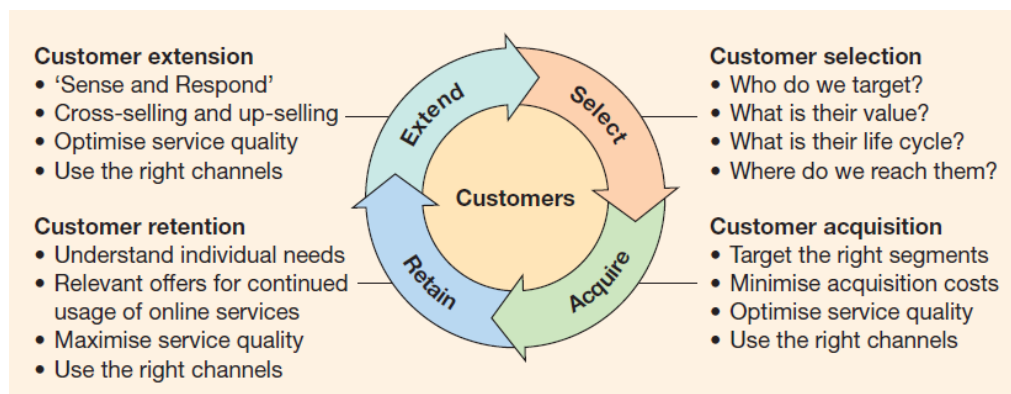 Customer extension
• ‘Sense and Respond’
• Cross-selling and up-selling
• Optimise service quality
• Use the right channels
Customer retention
• Understand individual needs
• Relevant offers for continued
usage of online services
• Maximise service quality
• Use the right channels
Extend
Select
Customers
Retain
Acquire
Customer selection
• Who do we target?
• What is their value?
• What is their life cycle?
• Where do we reach them?
Customer acquisition
• Target the right segments
• Minimise acquisition costs
• Optimise service quality
• Use the right channels